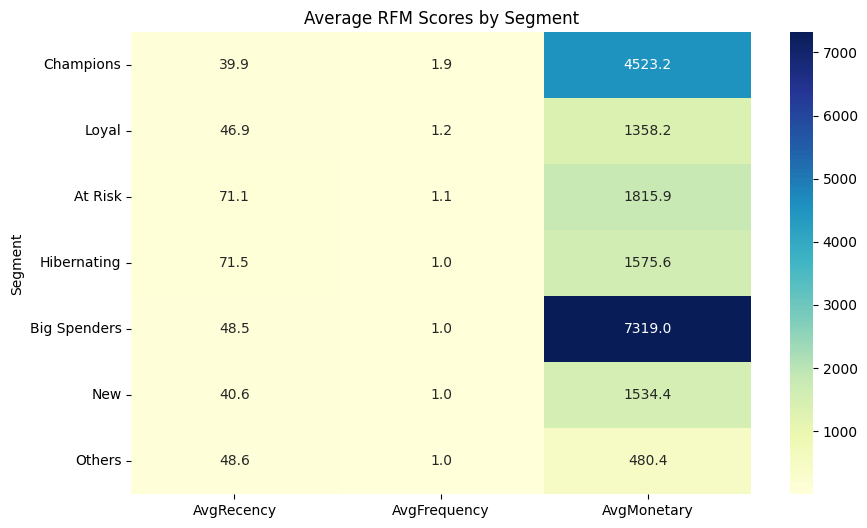 Average RFM Scores by Segment
Segment
Champions 39.9 1.9 4523.2
Loyal 46.9 1.2 1358.2
At Risk 71.1 1.1 1815.9
Hibernating 71.5 1.0 1575.6
Big Spenders 48.5 1.0 7319.0
New 40.6 1.0 1534.4
Others 48.6 1.0 480.4
AvgRecency AvgFrequency AvgMonetary
7000
6000
5000
4000
3000
2000
1000